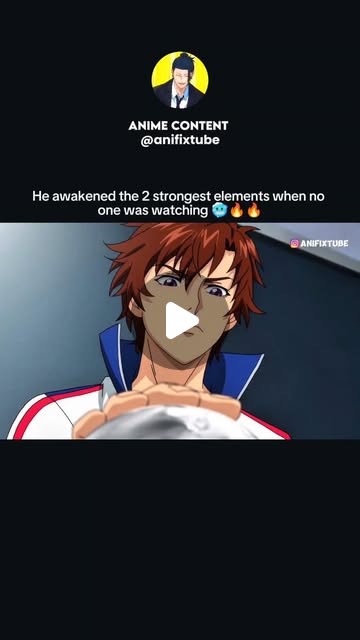 ANIME CONTENT
@anifixtube
He awakened the 2 strongest elements when no
one was watching 🥶🔥🔥
ANIFIXTUBE